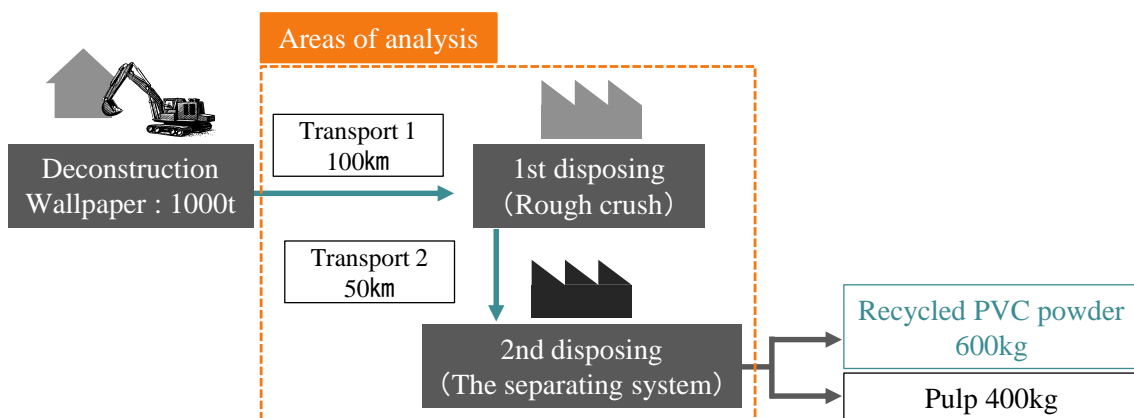 Areas of analysis
Deconstruction
Wallpaper : 1000t
Transport 1
100㎞
1st disposing
（Rough crush）
Transport 2
50㎞
2nd disposing
（The separating system）
Recycled PVC powder
600kg
Pulp 400kg